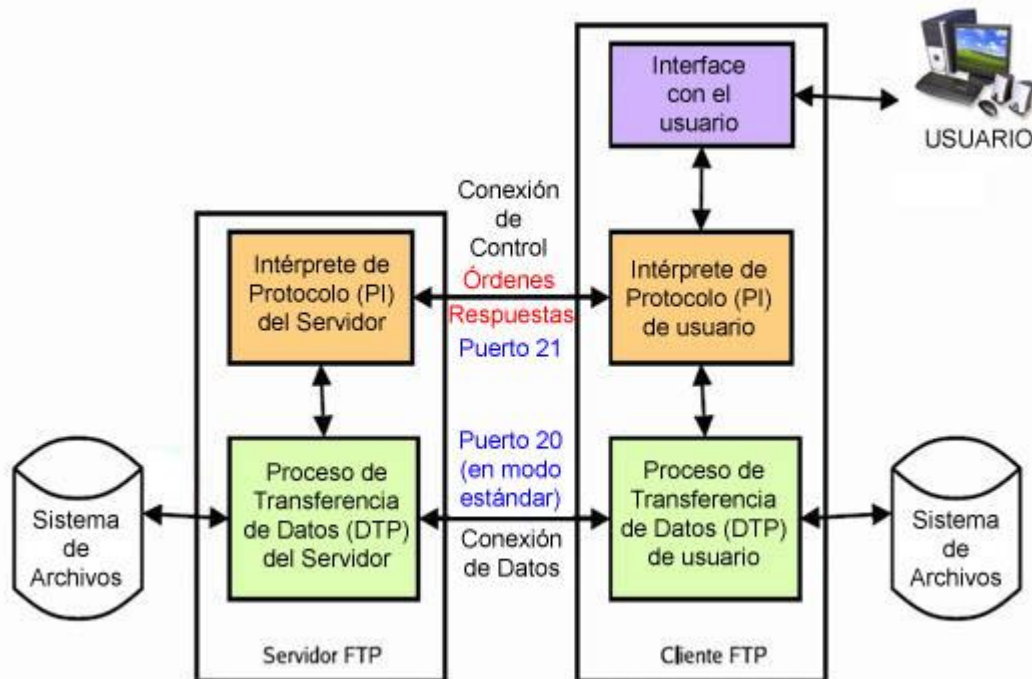 Interface
con el
usuario
USUARIO
Conexión
de
Control
Órdenes
Respuestas
Puerto 21
Intérprete de
Protocolo (PI)
del Servidor
Intérprete de
Protocolo (PI)
de usuario
Puerto 20
(en modo
estándar)
Conexión
de Datos
Sistema
de
Archivos
Proceso de
Transferencia
de Datos (DTP)
del Servidor
Proceso de
Transferencia
de Datos (DTP)
de usuario
Sistema
de
Archivos
Servidor FTP
Cliente FTP